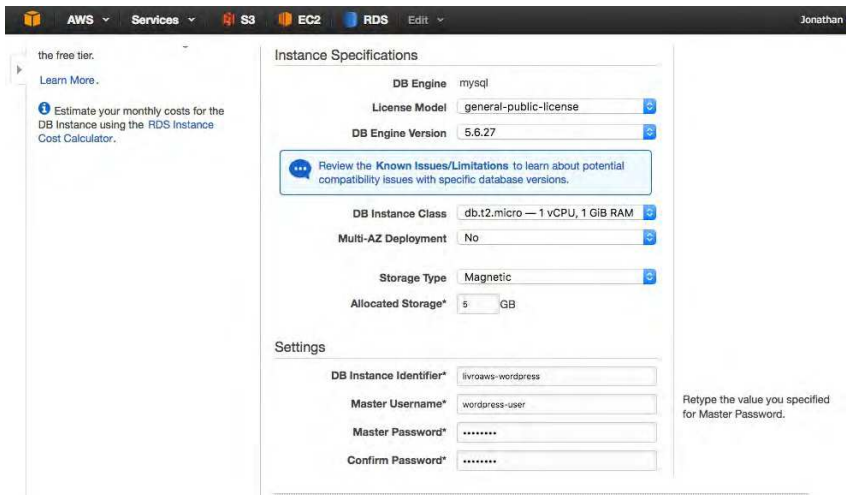 AWS Services S3 EC2 RDS Edit Jonathan
the free tier.
Learn More.
Estimate your monthly costs for the
DB Instance using the RDS Instance
Cost Calculator.
Instance Specifications
DB Engine mysql
License Model general-public-license
DB Engine Version 5.6.27
Review the Known Issues/Limitations to learn about potential
compatibility issues with specific database versions.
DB Instance Class db.t2.micro — 1 vCPU, 1 GiB RAM
Multi-AZ Deployment No
Storage Type Magnetic
Allocated Storage* 5 GB
Settings
DB Instance Identifier* livroaws-wordpress
Master Username* wordpress-user
Master Password* ••••••••
Confirm Password* ••••••••
Retype the value you specified
for Master Password.